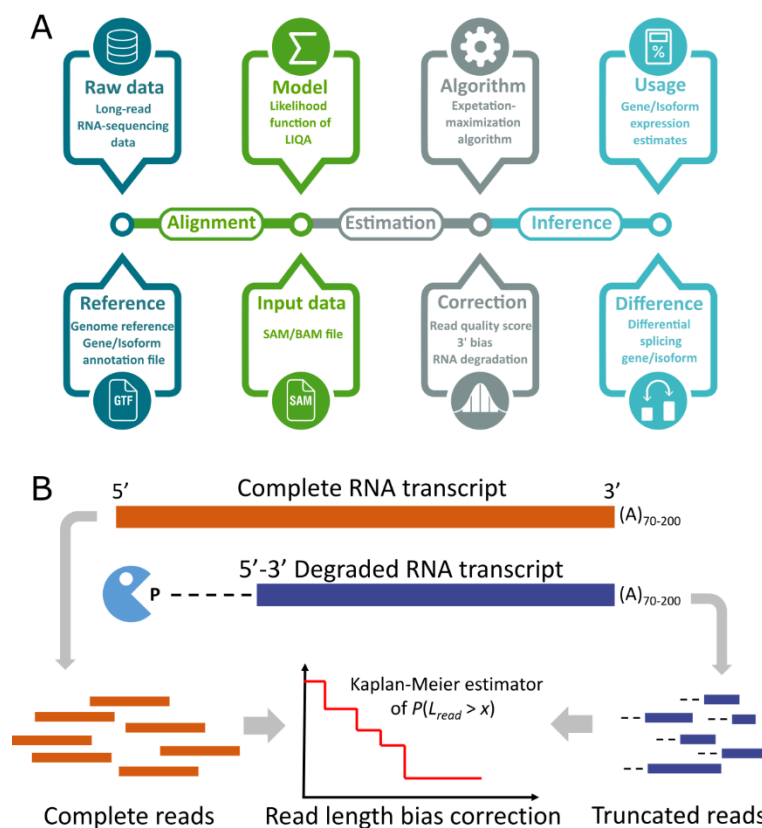 A
Raw data
Long-read
RNA-sequencing
data
Model
Likelihood
function of
LIQA
Algorithm
Expetation-
maximization
algorithm
%
Usage
Gene/Isoform
expression
estimates
Alignment
Estimation
Inference
Reference
Genome reference
Gene/Isoform
annotation file
GTF
Input data
SAM/BAM file
SAM
Correction
Read quality score
3' bias
RNA degradation
Difference
Differential
splicing
gene/isoform
B
5’ Complete RNA transcript 3’
(A)70-200
5’-3’ Degraded RNA transcript
P
(A)70-200
Kaplan-Meier estimator
of P(Lread > x)
Complete reads
Read length bias correction
Truncated reads